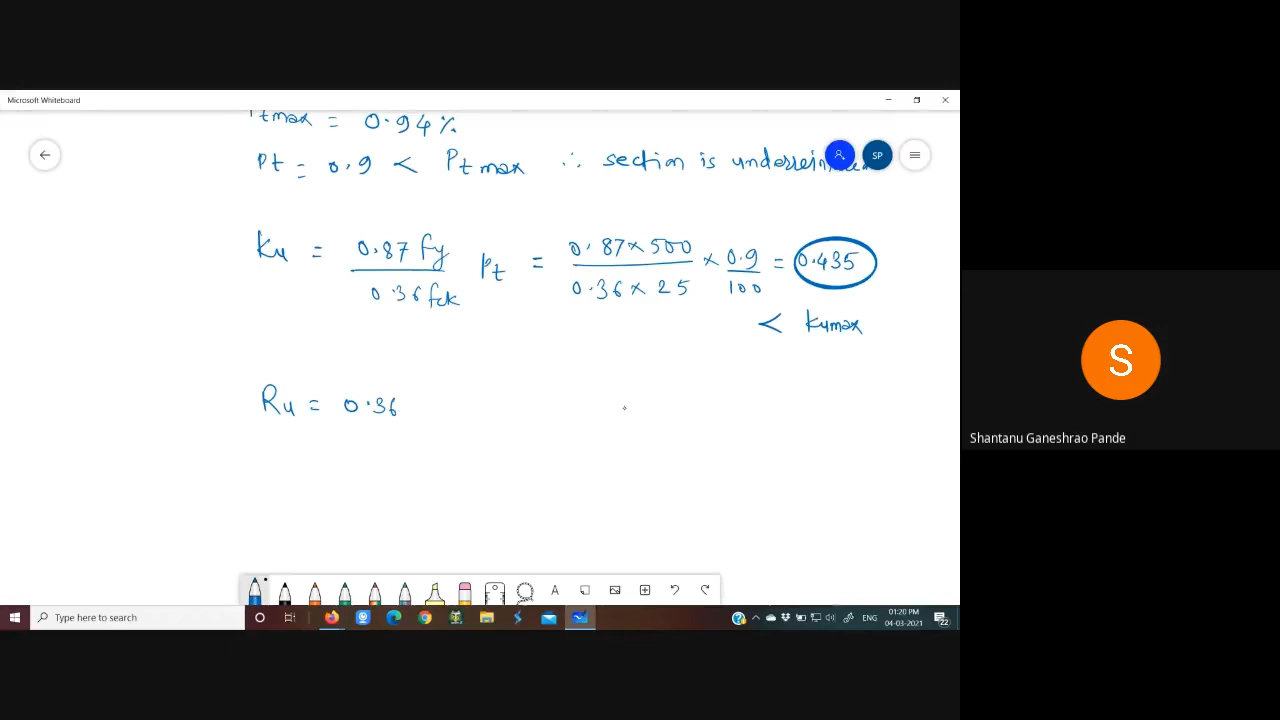 Microsoft Whiteboard
Ptmax = 0.94%
Pt = 0.9 < Ptmax ∴ section is
SP
Ku = 0.87 fy / 0.36 fck Pt = 0.87 × 500 / 0.36 × 25 × 0.9 / 100 = 0.435
< Kumax
Ru = 0.36
S
Shantanu Ganeshrao Pande
A
Type here to search
ENG
01:20 PM
04-03-2021
22